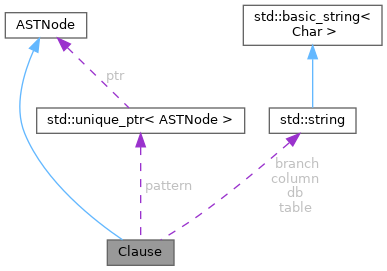 ASTNode
std::basic_string<
Char >
ptr
std::unique_ptr< ASTNode >
std::string
pattern
branch
column
db
table
Clause